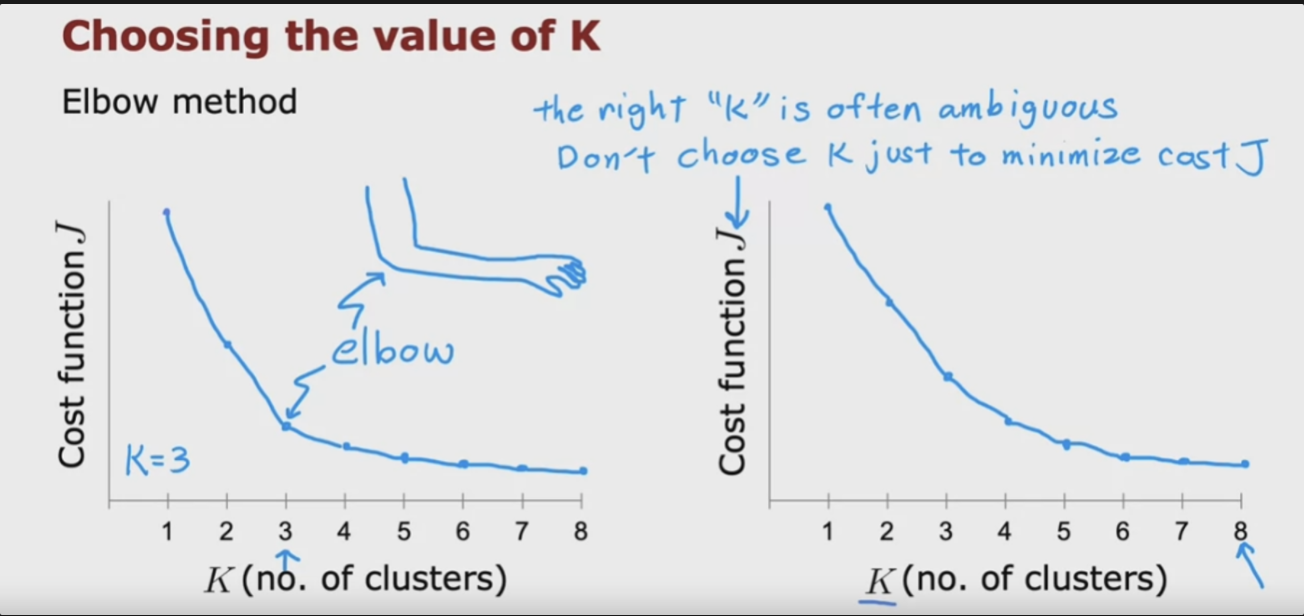 Choosing the value of K
Elbow method
the right "k" is often ambiguous
Don't choose K just to minimize cost J
Cost function J
elbow
K=3
1 2 3 4 5 6 7 8
K (no. of clusters)
Cost function J
1 2 3 4 5 6 7 8
K (no. of clusters)